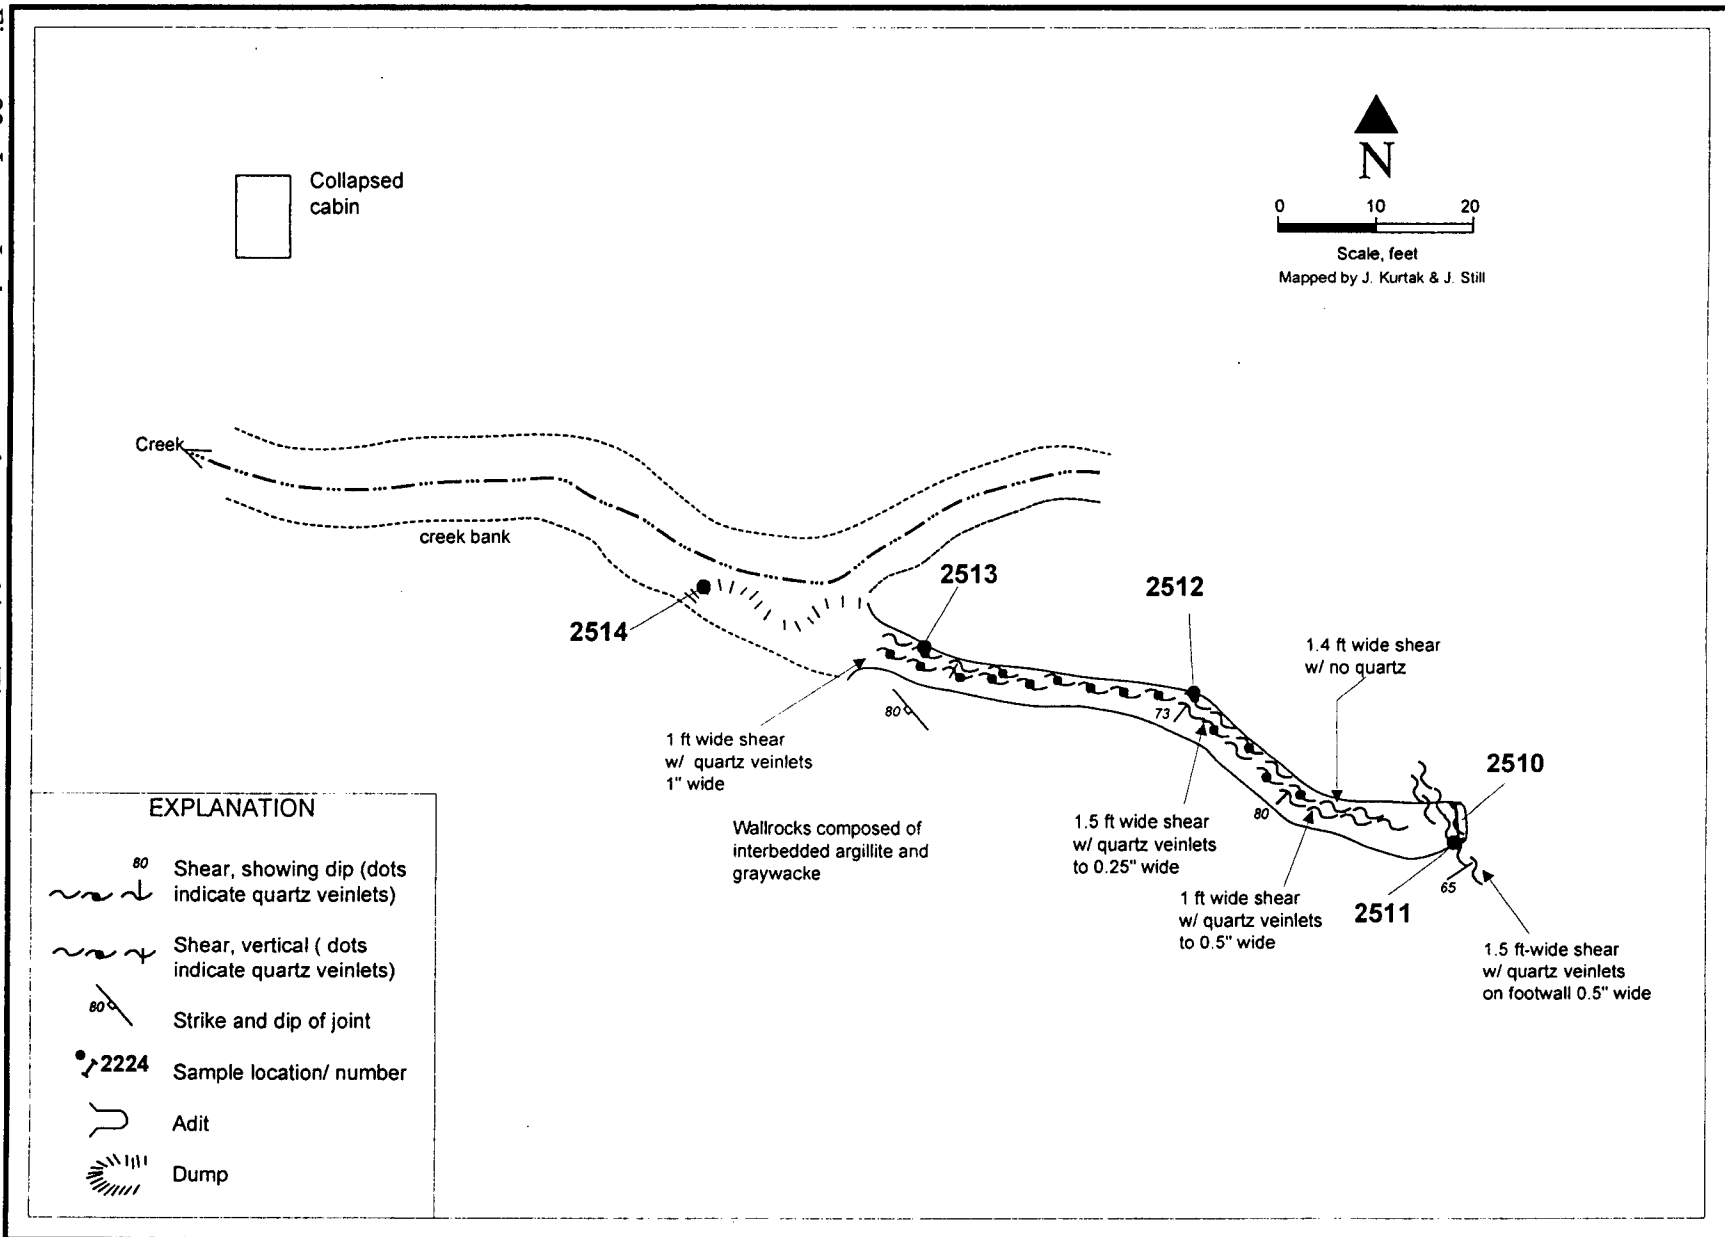 Collapsed
cabin
N
0 10 20
Scale, feet
Mapped by J. Kurtak & J. Still
Creek
creek bank
2513
2512
2514
1.4 ft wide shear
w/ no quartz
80
73
1 ft wide shear
w/ quartz veinlets
1" wide
2510
80
Wallrocks composed of
interbedded argillite and
graywacke
1.5 ft wide shear
w/ quartz veinlets
to 0.25" wide
65
1 ft wide shear
w/ quartz veinlets
to 0.5" wide
2511
1.5 ft-wide shear
w/ quartz veinlets
on footwall 0.5" wide
EXPLANATION
80
Shear, showing dip (dots
indicate quartz veinlets)
Shear, vertical ( dots
indicate quartz veinlets)
80
Strike and dip of joint
2224
Sample location/ number
Adit
Dump